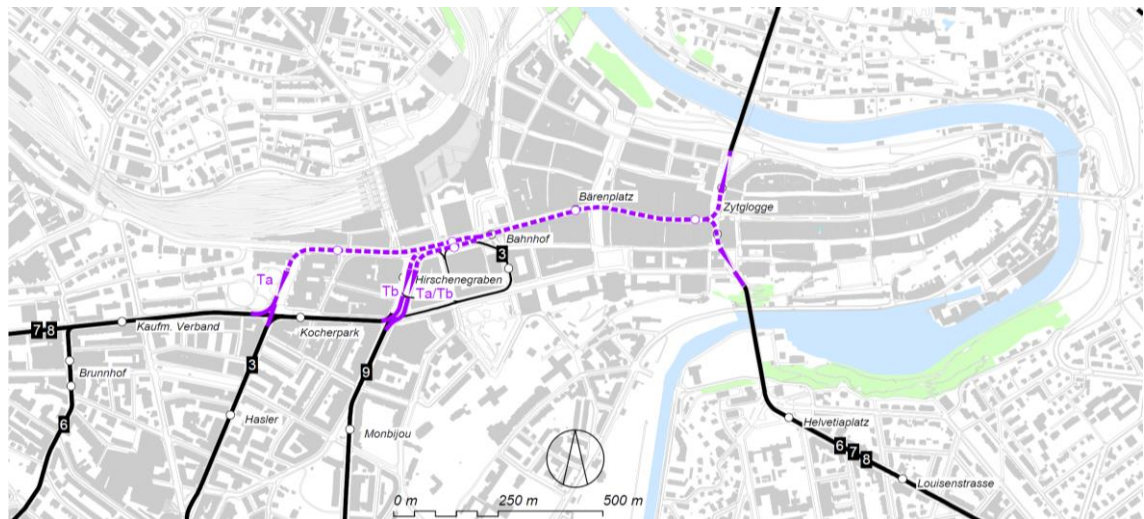 Bärenplatz
Zytglogge
Bahnhof
3
Ta
Hirschenegraben
Tb
Ta/Tb
7 8
Kaufm. Verband
Kocherpark
Brunnhof
3
9
6
Hasler
Monbijou
Helvetiaplatz
6
7
8
Louisenstrasse
0 m
250 m
500 m